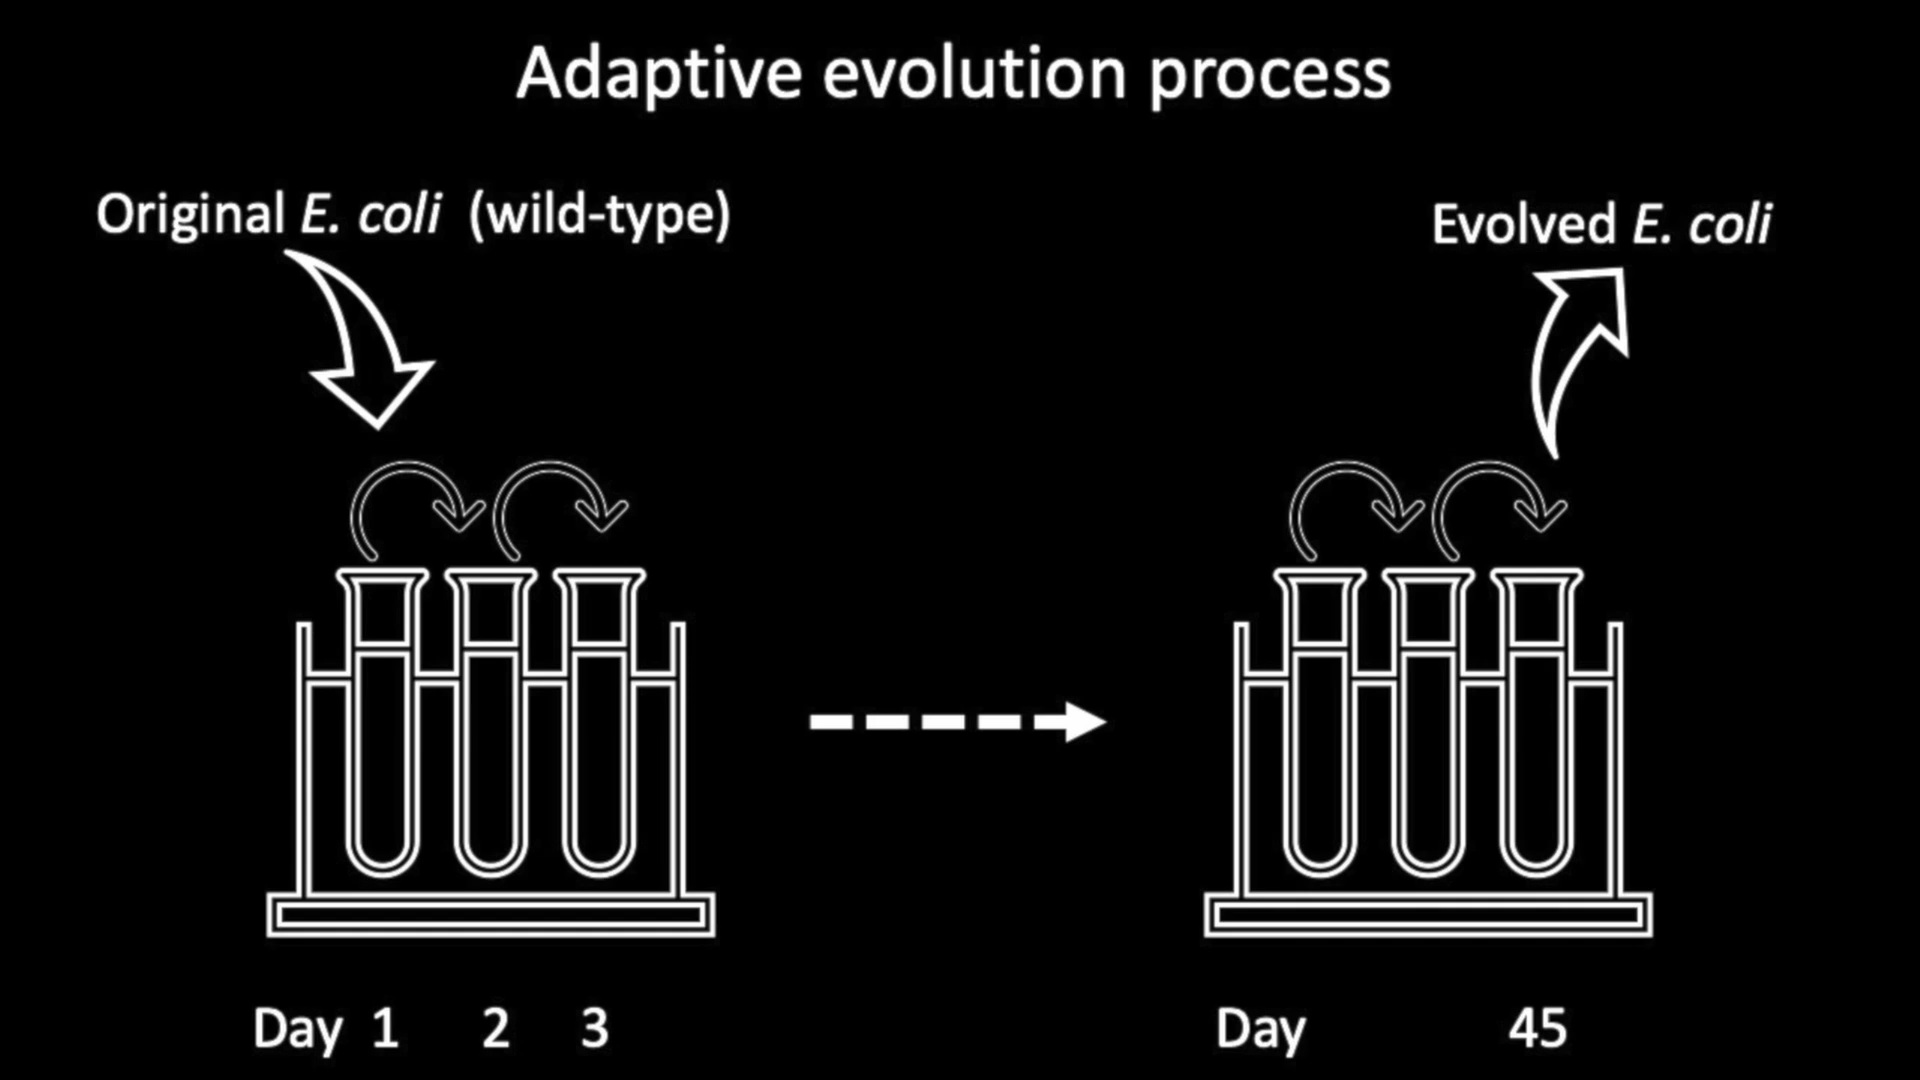 Adaptive evolution process
Original E. coli (wild-type)
Evolved E. coli
Day 1 2 3
Day 45